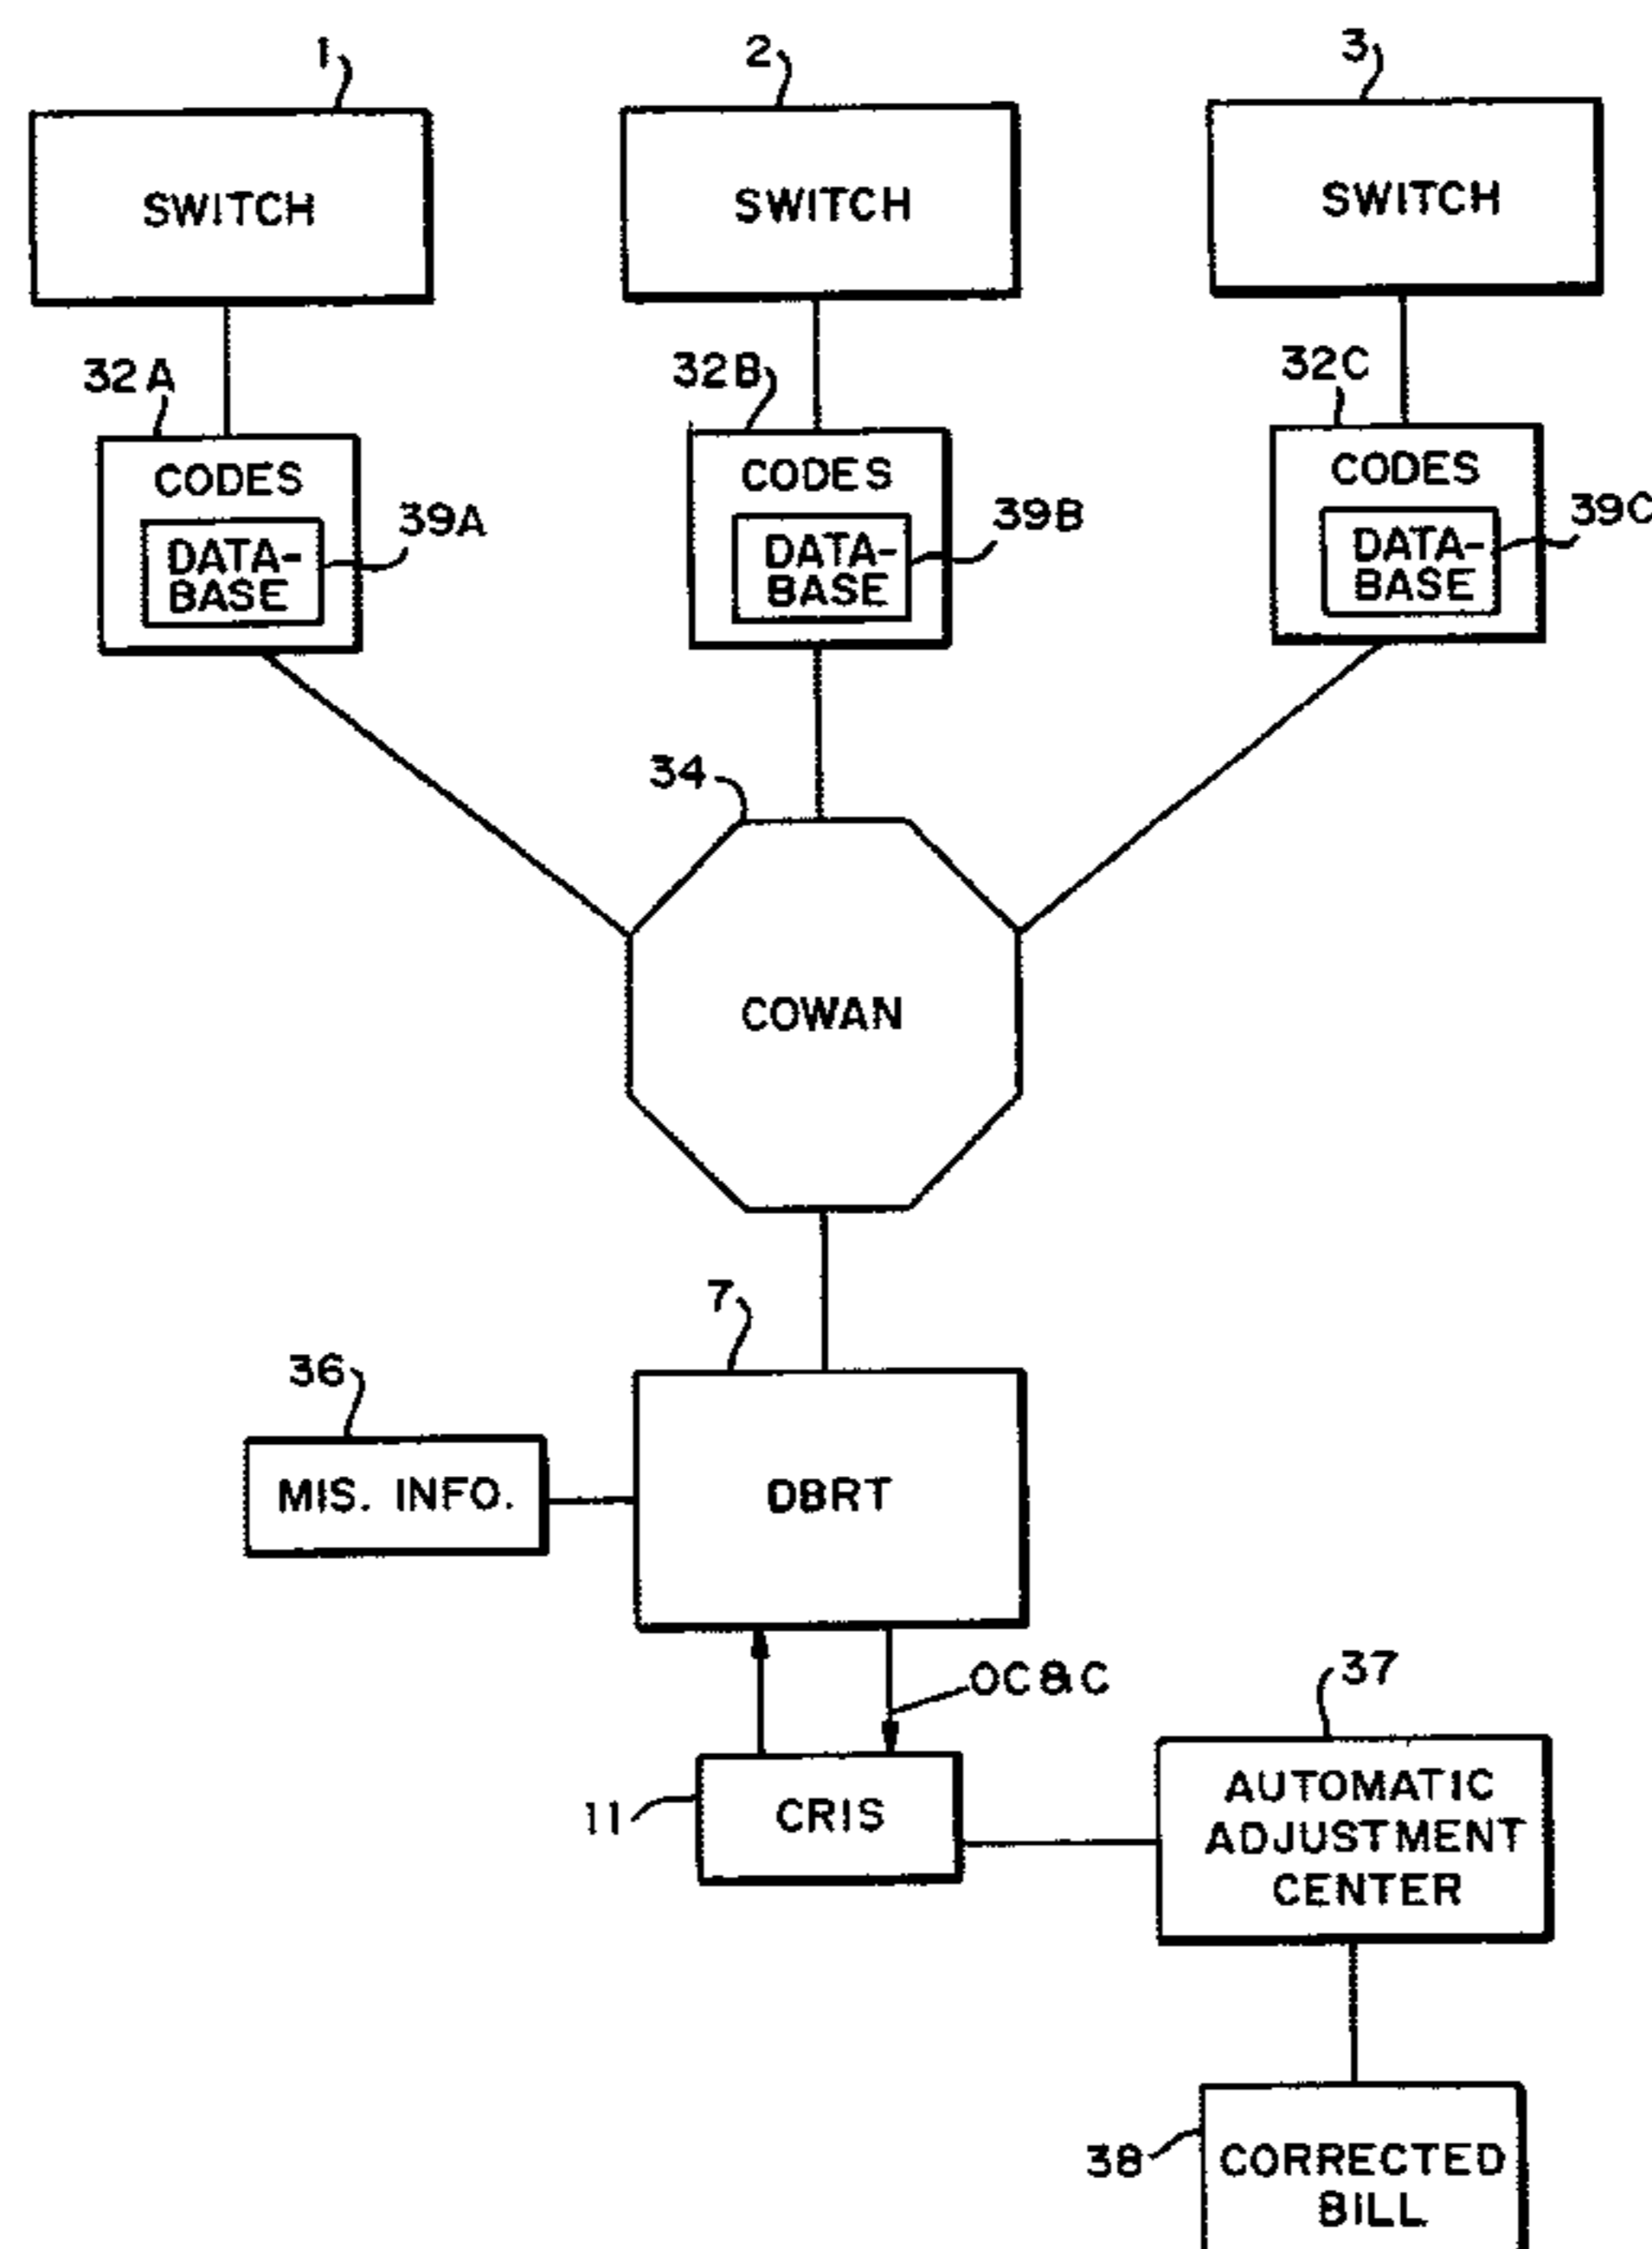 1
2
3
SWITCH
SWITCH
SWITCH
32A
32B
32C
CODES
CODES
CODES
39A
39B
39C
DATA-
BASE
DATA-
BASE
DATA-
BASE
34
COWAN
7
36
MIS. INFO.
DBRT
OC&C
37
11
CRIS
AUTOMATIC
ADJUSTMENT
CENTER
38
CORRECTED
BILL